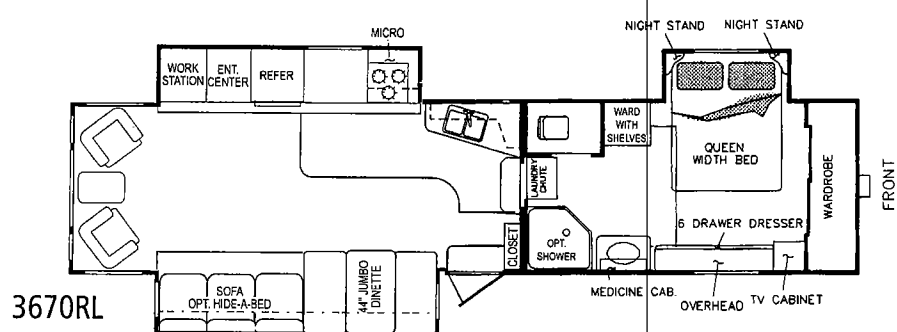 NIGHT STAND
NIGHT STAND
MICRO
WORK
STATION
ENT.
CENTER
REFER
WARD
WITH
SHELVES
QUEEN
WIDTH BED
LAUNDRY
CHUTE
WARDROBE
FRONT
6 DRAWER DRESSER
CLOSET
OPT.
SHOWER
SOFA
OPT. HIDE-A-BED
44" JUMBO
DINETTE
MEDICINE CAB.
OVERHEAD
TV CABINET
3670RL